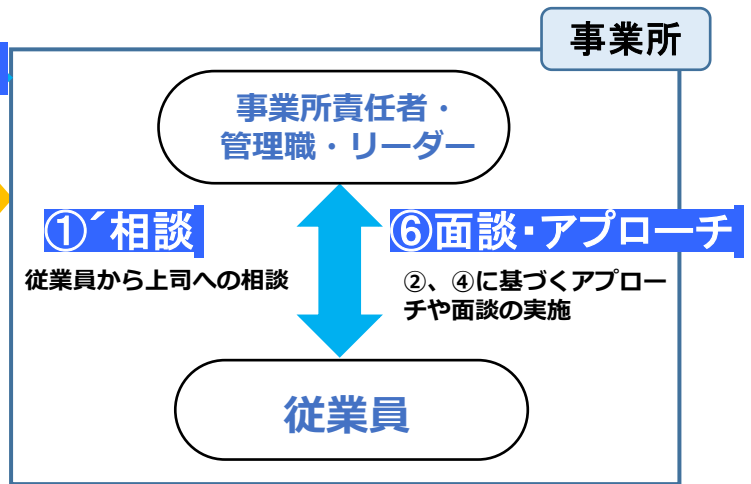 事業所
事業所責任者・
管理職・リーダー
①´相談
従業員から上司への相談
⑥面談・アプローチ
②、④に基づくアプロー
チや面談の実施
従業員